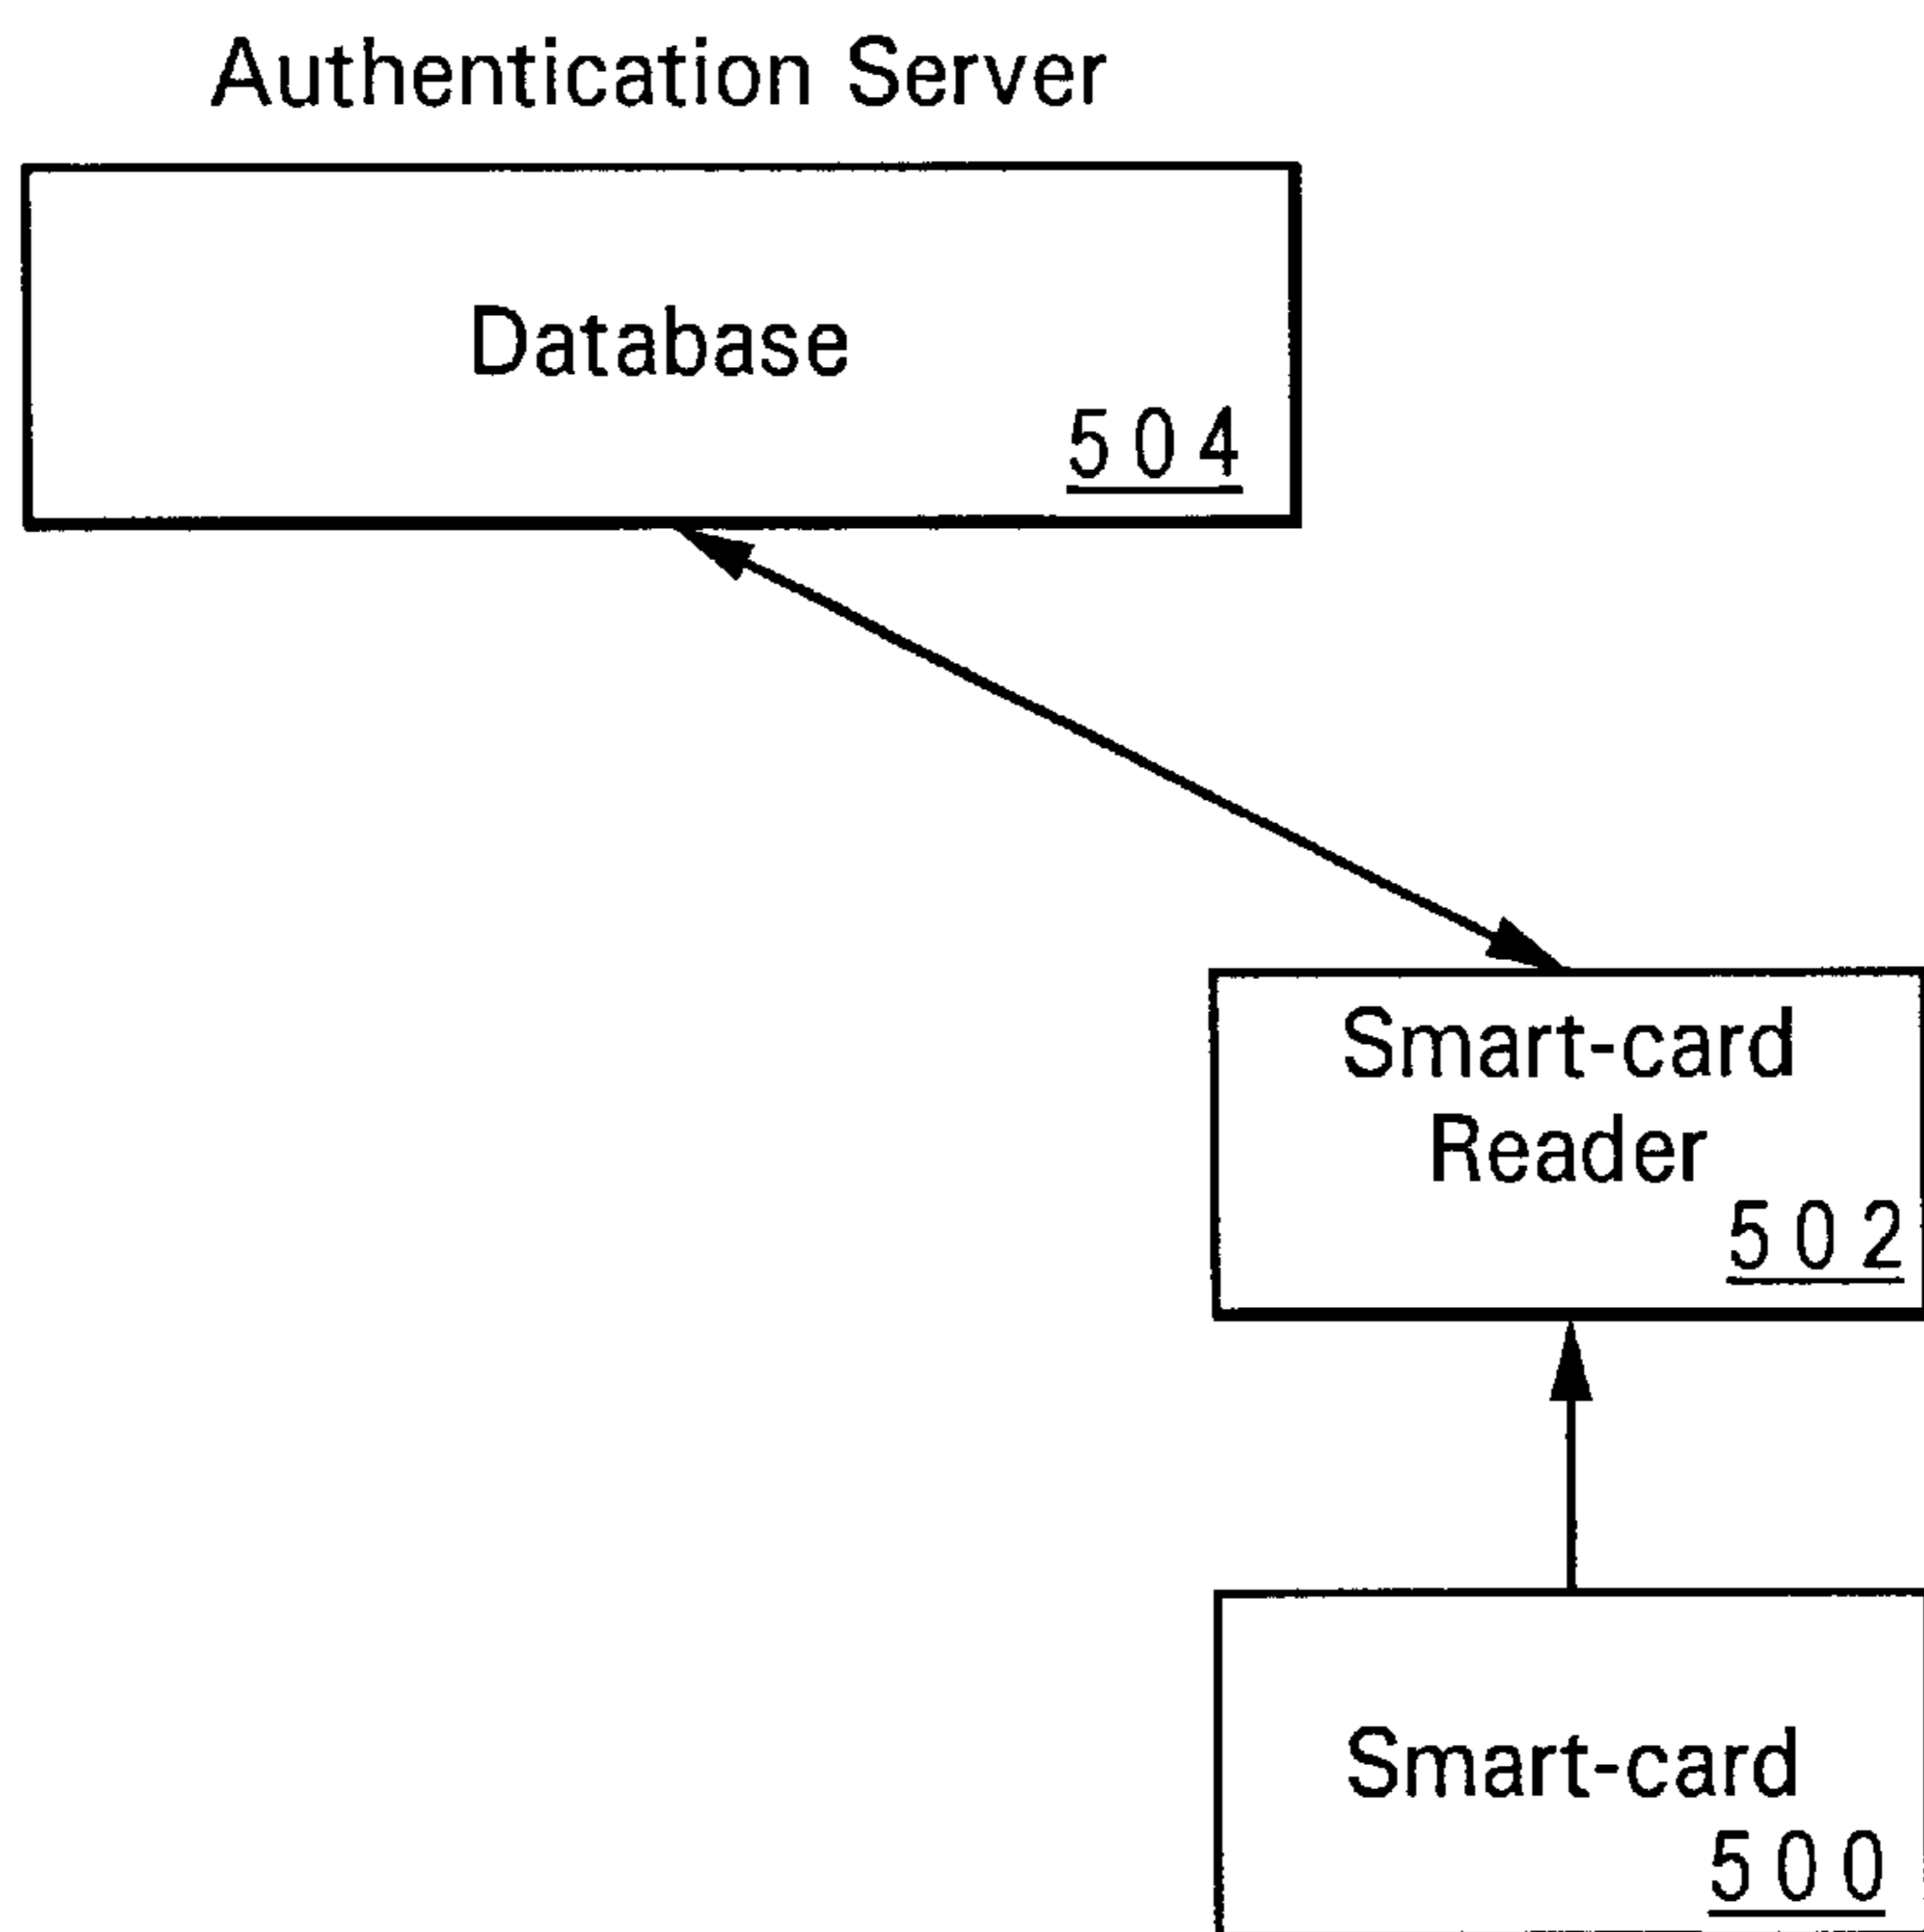 Authentication Server
Database
504
Smart-card
Reader
502
Smart-card
500